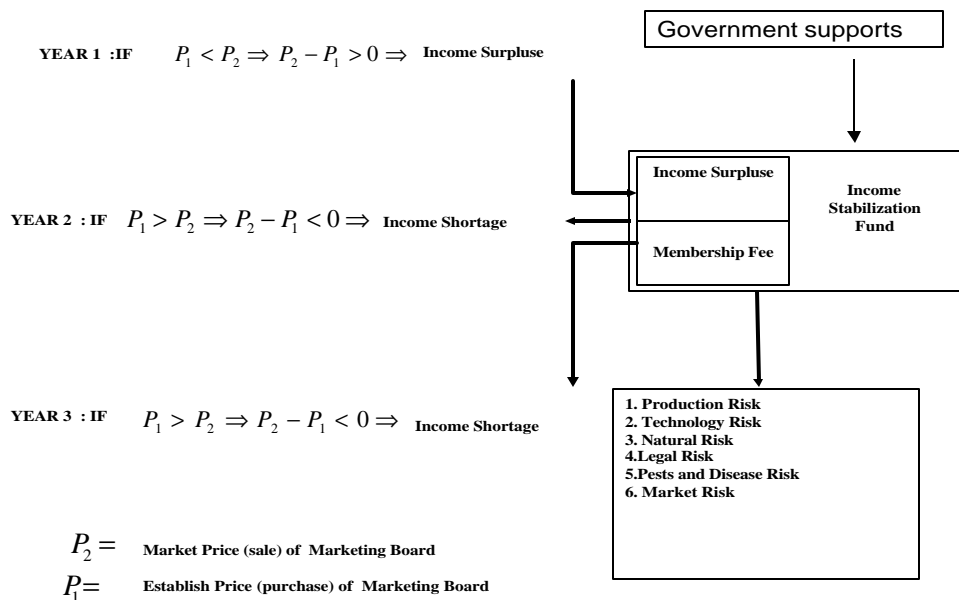 Government supports
YEAR 1 :IF P₁ < P₂ ⇒ P₂ − P₁ > 0 ⇒ Income Surpluse
Income Surpluse
Income
Stabilization
Fund
YEAR 2 : IF P₁ > P₂ ⇒ P₂ − P₁ < 0 ⇒ Income Shortage
Membership Fee
YEAR 3 : IF P₁ > P₂ ⇒ P₂ − P₁ < 0 ⇒ Income Shortage
1. Production Risk
2. Technology Risk
3. Natural Risk
4.Legal Risk
5.Pests and Disease Risk
6. Market Risk
P₂ = Market Price (sale) of Marketing Board
P₁= Establish Price (purchase) of Marketing Board